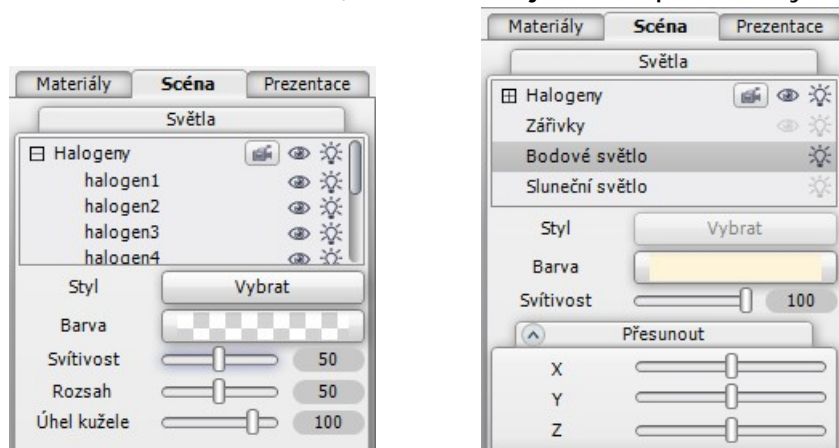 Materiály Scéna Prezentace
Světla
Halogeny
halogen1
halogen2
halogen3
halogen4
Styl Vybrat
Barva
Svítivost 50
Rozsah 50
Úhel kužele 100
Materiály Scéna Prezentace
Světla
Halogeny
Zářivky
Bodové světlo
Sluneční světlo
Styl Vybrat
Barva
Svítivost 100
Přesunout
X
Y
Z